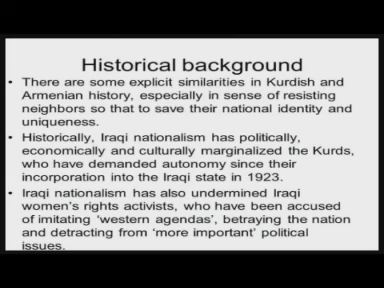 Historical background
• There are some explicit similarities in Kurdish and
Armenian history, especially in sense of resisting
neighbors so that to save their national identity and
uniqueness.
• Historically, Iraqi nationalism has politically,
economically and culturally marginalized the Kurds,
who have demanded autonomy since their
incorporation into the Iraqi state in 1923.
• Iraqi nationalism has also undermined Iraqi
women's rights activists, who have been accused
of imitating 'western agendas', betraying the nation
and detracting from 'more important' political
issues.